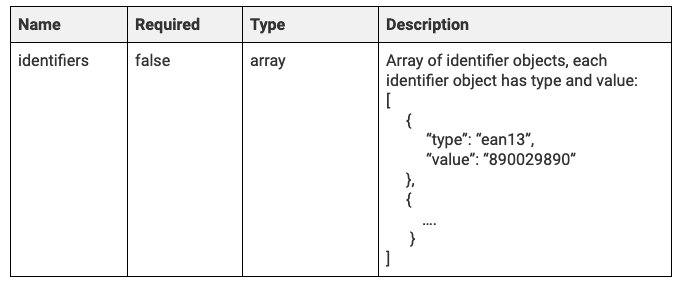 Name Required Type Description
identifiers false array Array of identifier objects, each
identifier object has type and value:
[
{
“type”: “ean13”,
“value”: “890029890”
},
{
....
}
]